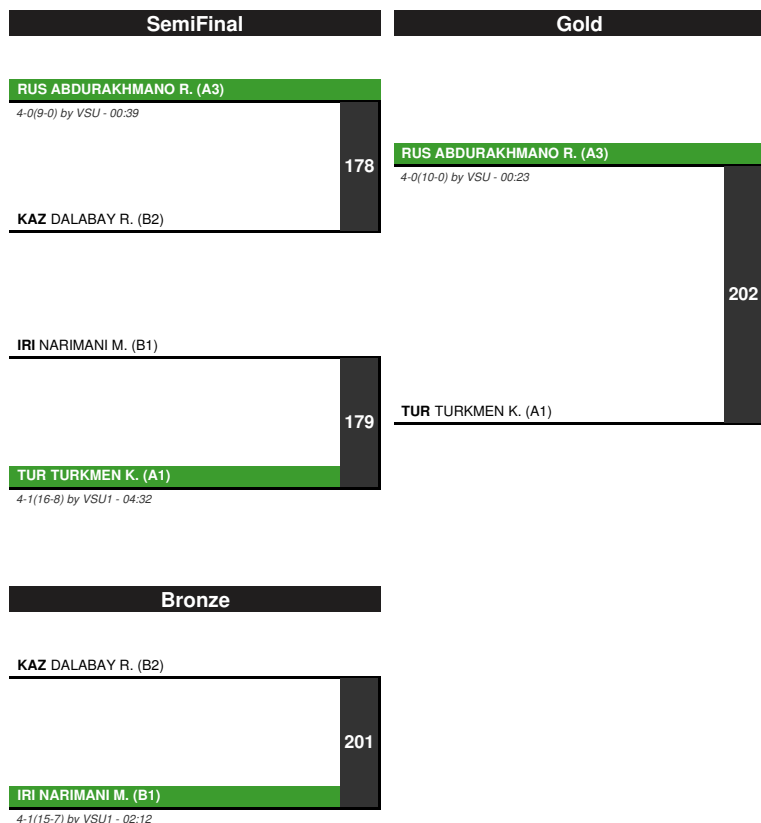 SemiFinal
RUS ABDURAKHMANO R. (A3)
4-0(9-0) by VSU - 00:39
178
KAZ DALABAY R. (B2)
IRI NARIMANI M. (B1)
179
TUR TURKMEN K. (A1)
4-1(16-8) by VSU1 - 04:32
Gold
RUS ABDURAKHMANO R. (A3)
4-0(10-0) by VSU - 00:23
202
TUR TURKMEN K. (A1)
Bronze
KAZ DALABAY R. (B2)
201
IRI NARIMANI M. (B1)
4-1(15-7) by VSU1 - 02:12